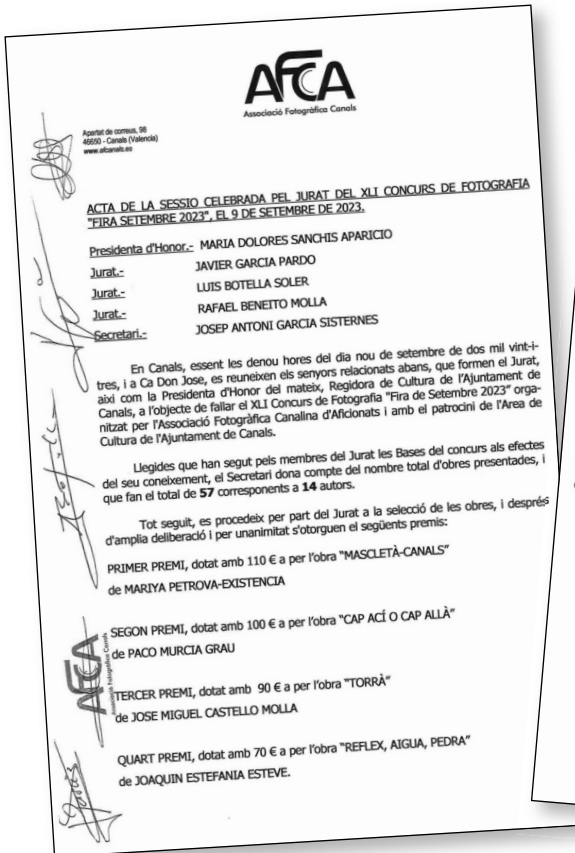 AFCA
Associació Fotogràfica Canals
Apartat de correus, 98
46650 - Canals (Valencia)
www.afcanals.es
ACTA DE LA SESSIO CELEBRADA PEL JURAT DEL XLI CONCURS DE FOTOGRAFIA
"FIRA SETEMBRE 2023", EL 9 DE SETEMBRE DE 2023.
Presidenta d'Honor.- MARIA DOLORES SANCHIS APARICIO
Jurat.- JAVIER GARCIA PARDO
Jurat.- LUIS BOTELLA SOLER
Jurat.- RAFAEL BENEITO MOLLA
Secretari.- JOSEP ANTONI GARCIA SISTERNES
En Canals, essent les denou hores del dia nou de setembre de dos mil vint-i-
tres, i a Ca Don Jose, es reuneixen els senyors relacionats abans, que formen el Jurat,
aixi com la Presidenta d'Honor del mateix, Regidora de Cultura de l'Ajuntament de
Canals, a l'objecte de fallar el XLI Concurs de Fotografia "Fira de Setembre 2023" orga-
nitzat per l'Associació Fotogràfica Canalina d'Aficionats i amb el patrocini de l'Area de
Cultura de l'Ajuntament de Canals.
Llegides que han segut pels membres del Jurat les Bases del concurs als efectes
del seu coneixement, el Secretari dona compte del nombre total d'obres presentades, i
que fan el total de 57 corresponents a 14 autors.
Tot seguit, es procedeix per part del Jurat a la selecció de les obres, i després
d'amplia deliberació i per unanimitat s'otorguen el següents premis:
PRIMER PREMI, dotat amb 110 € a per l'obra "MASCLETÀ-CANALS"
de MARIYA PETROVA-EXISTENCIA
SEGON PREMI, dotat amb 100 € a per l'obra "CAP ACÍ O CAP ALLÀ"
de PACO MURCIA GRAU
AFCA
Associació Fotogràfica Canals
TERCER PREMI, dotat amb 90 € a per l'obra "TORRÀ"
de JOSE MIGUEL CASTELLO MOLLA
QUART PREMI, dotat amb 70 € a per l'obra "REFLEX, AIGUA, PEDRA"
de JOAQUIN ESTEFANIA ESTEVE.